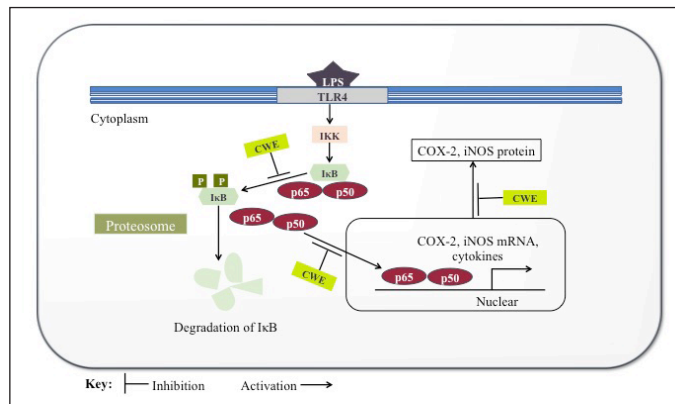 LPS
TLR4
Cytoplasm
IKK
COX-2, iNOS protein
CWE
IκB
P P
p65 p50
IκB
CWE
p65
p50
Proteosome
COX-2, iNOS mRNA,
cytokines
CWE
p65 p50
Nuclear
Degradation of IκB
Key: Inhibition Activation